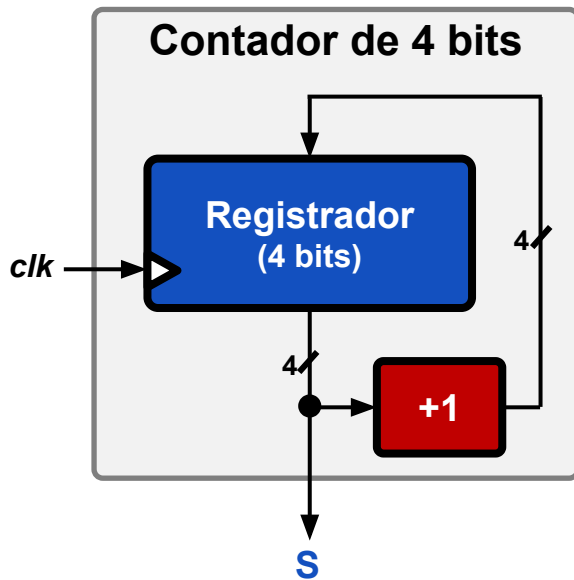 Contador de 4 bits
Registrador
(4 bits)
clk
4
4
+1
S